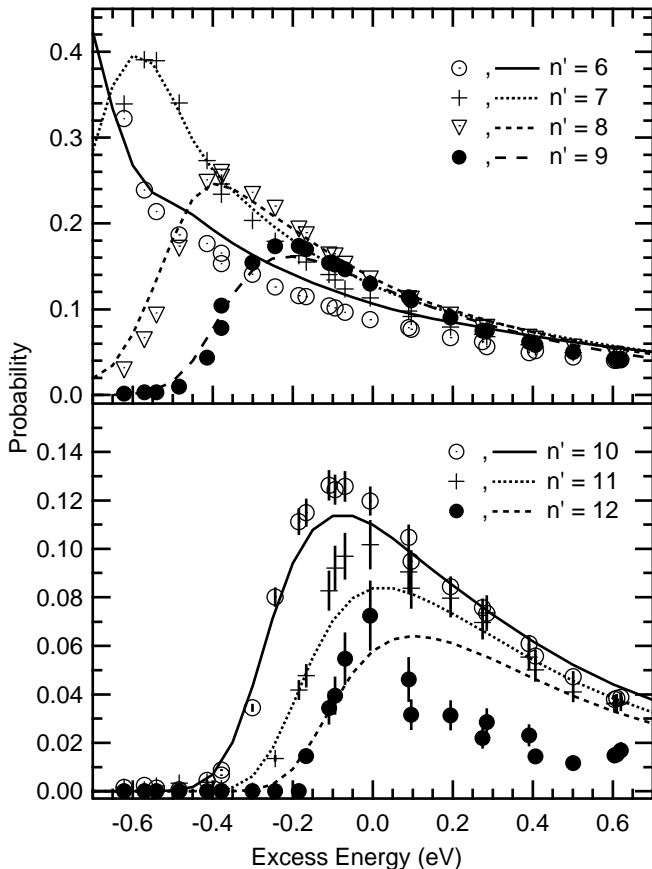 0.4
0.3
0.2
0.1
0.0
, n' = 6
, n' = 7
, n' = 8
, n' = 9
Probability
0.14
0.12
0.10
0.08
0.06
0.04
0.02
0.00
, n' = 10
, n' = 11
, n' = 12
-0.6 -0.4 -0.2 0.0 0.2 0.4 0.6
Excess Energy (eV)